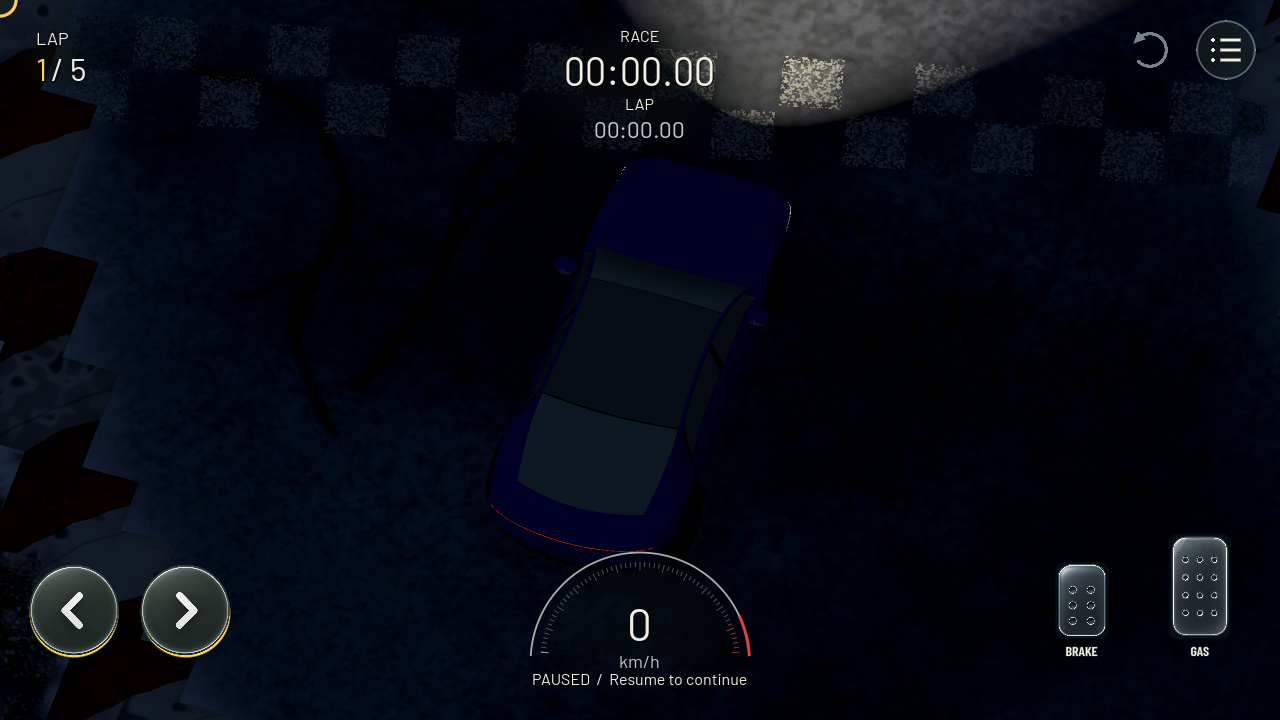 LAP
1/ 5
RACE
00:00.00
LAP
00:00.00
0
km/h
PAUSED / Resume to continue
BRAKE
GAS